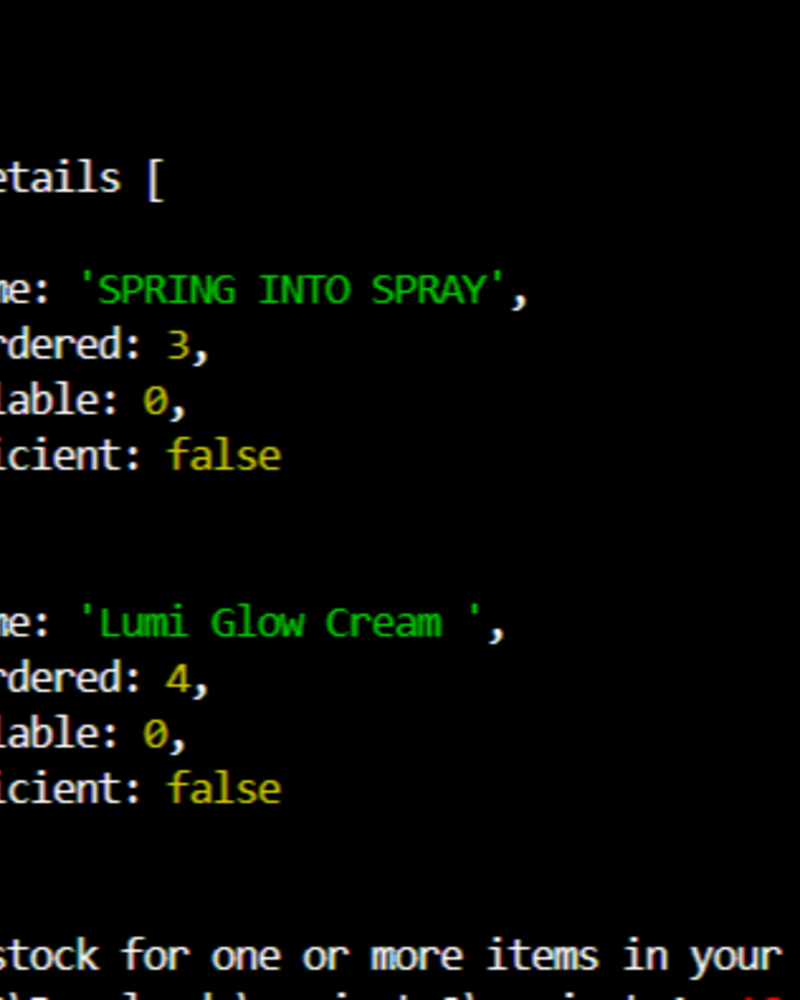 etails [
me: 'SPRING INTO SPRAY',
rdered: 3,
lable: 0,
icient: false
me: 'Lumi Glow Cream ',
rdered: 4,
lable: 0,
icient: false
stock for one or more items in your